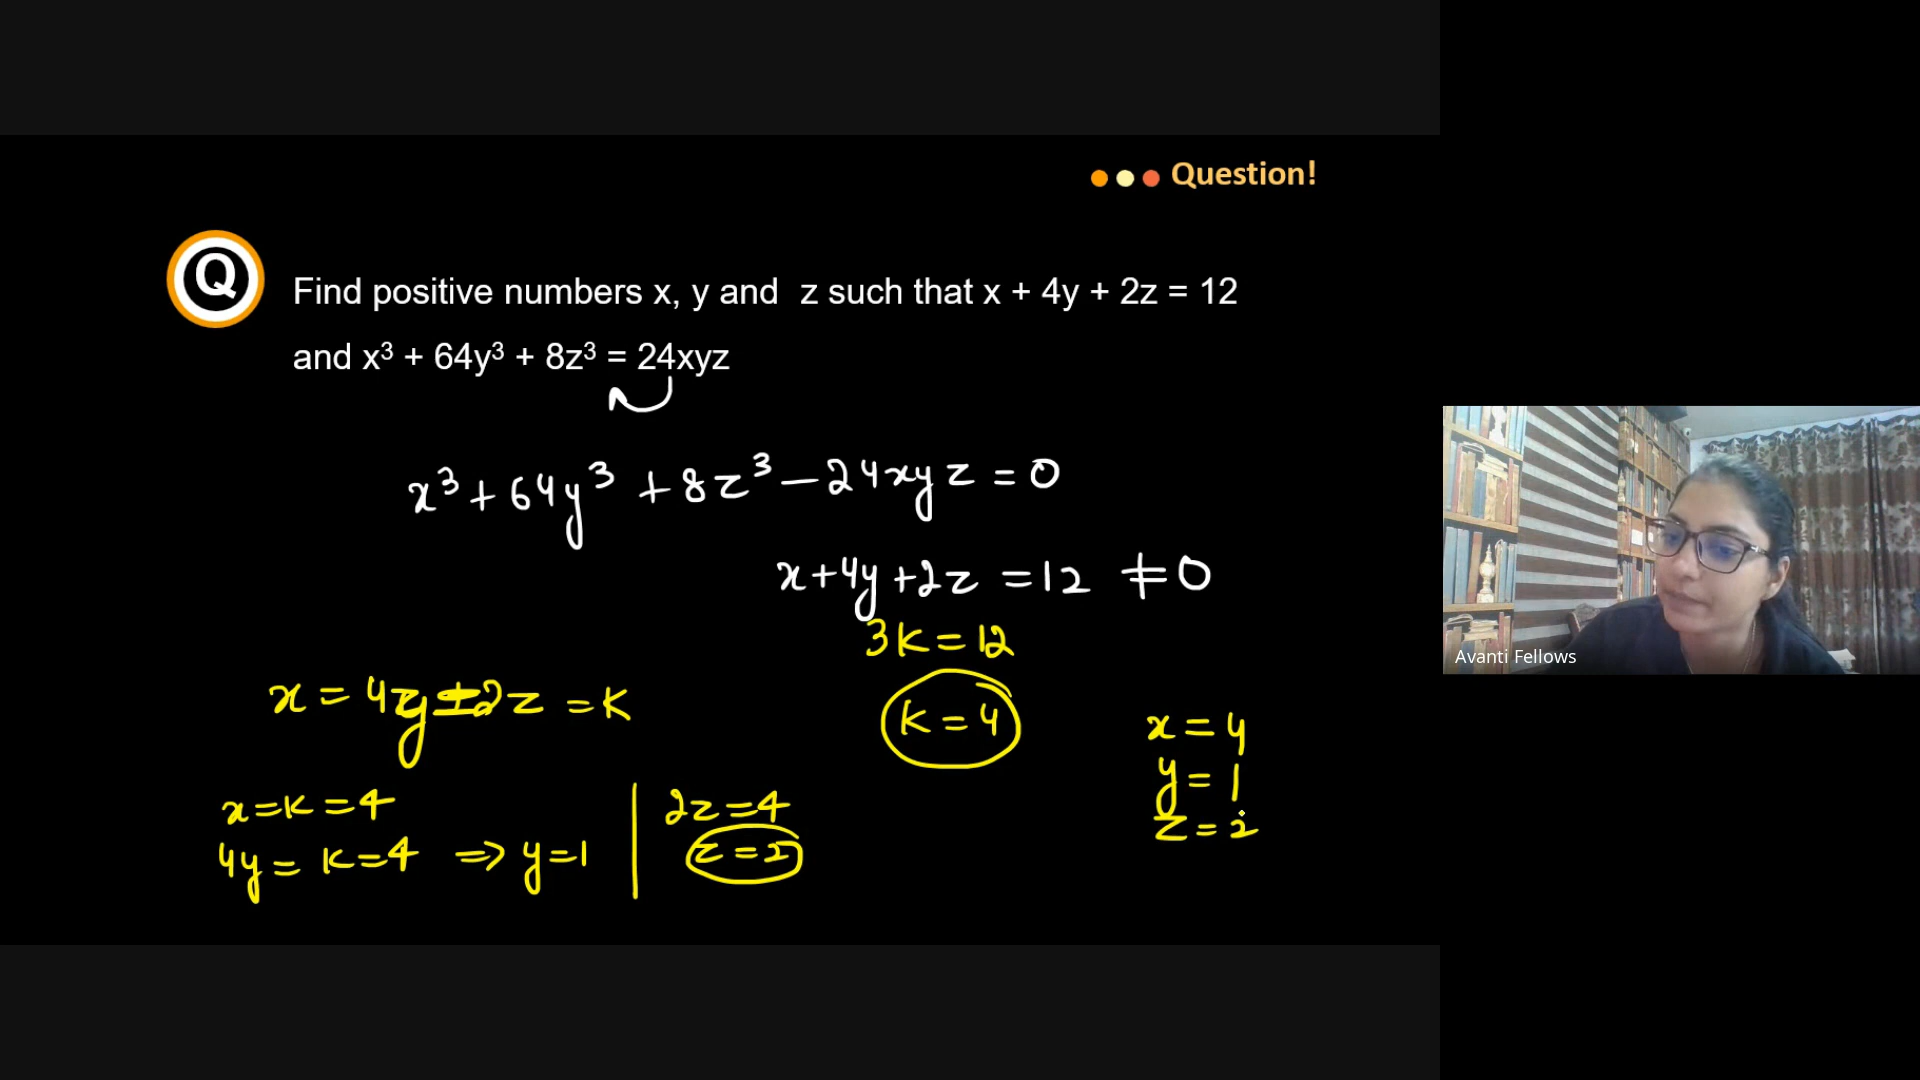 Question!
Q
Find positive numbers x, y and z such that x + 4y + 2z = 12
and x³ + 64y³ + 8z³ = 24xyz
x³ + 64y³ + 8z³ – 24xyz = 0
x+4y+2z = 12 ≠ 0
3k = 12
x = 4y = 2z = k
k = 4
x = 4
y = 1
z = 2
x = k = 4
4y = k = 4 ⇒ y = 1
2z = 4
z = 2
Avanti Fellows